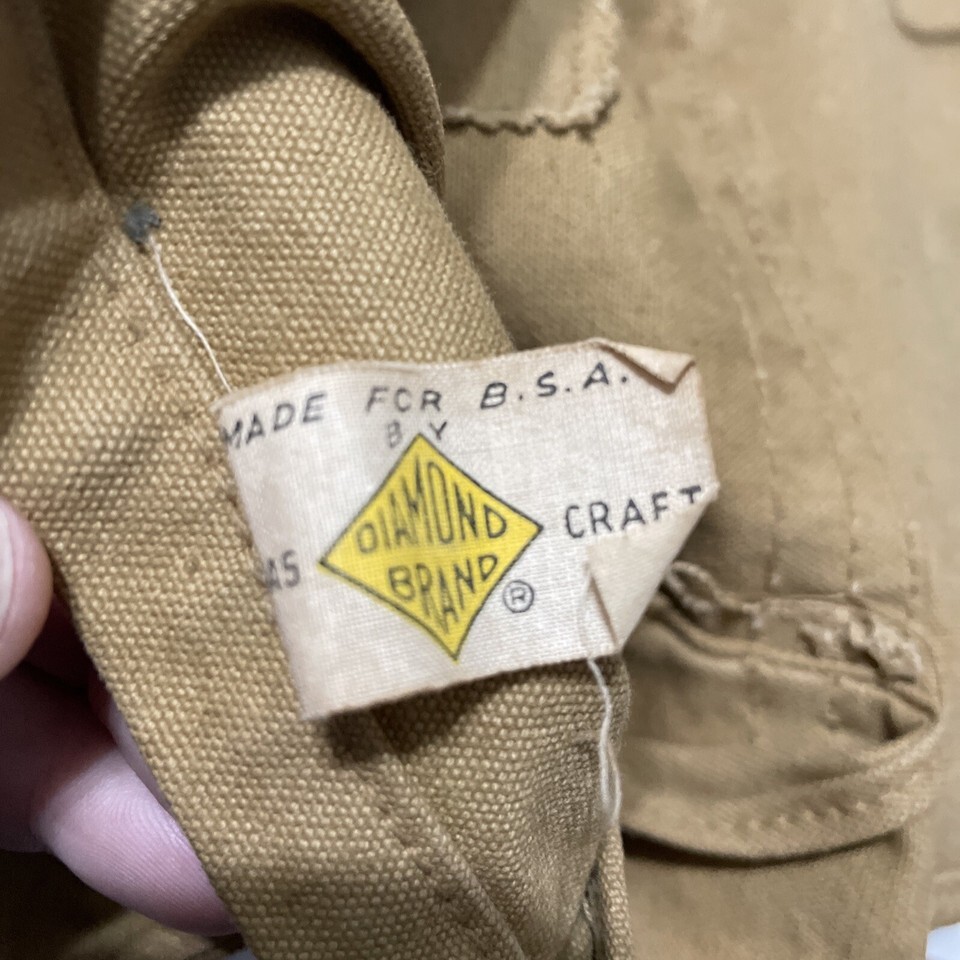 MADE FOR B.S.A.
BY
DIAMOND
BRAND
®
CRAFT